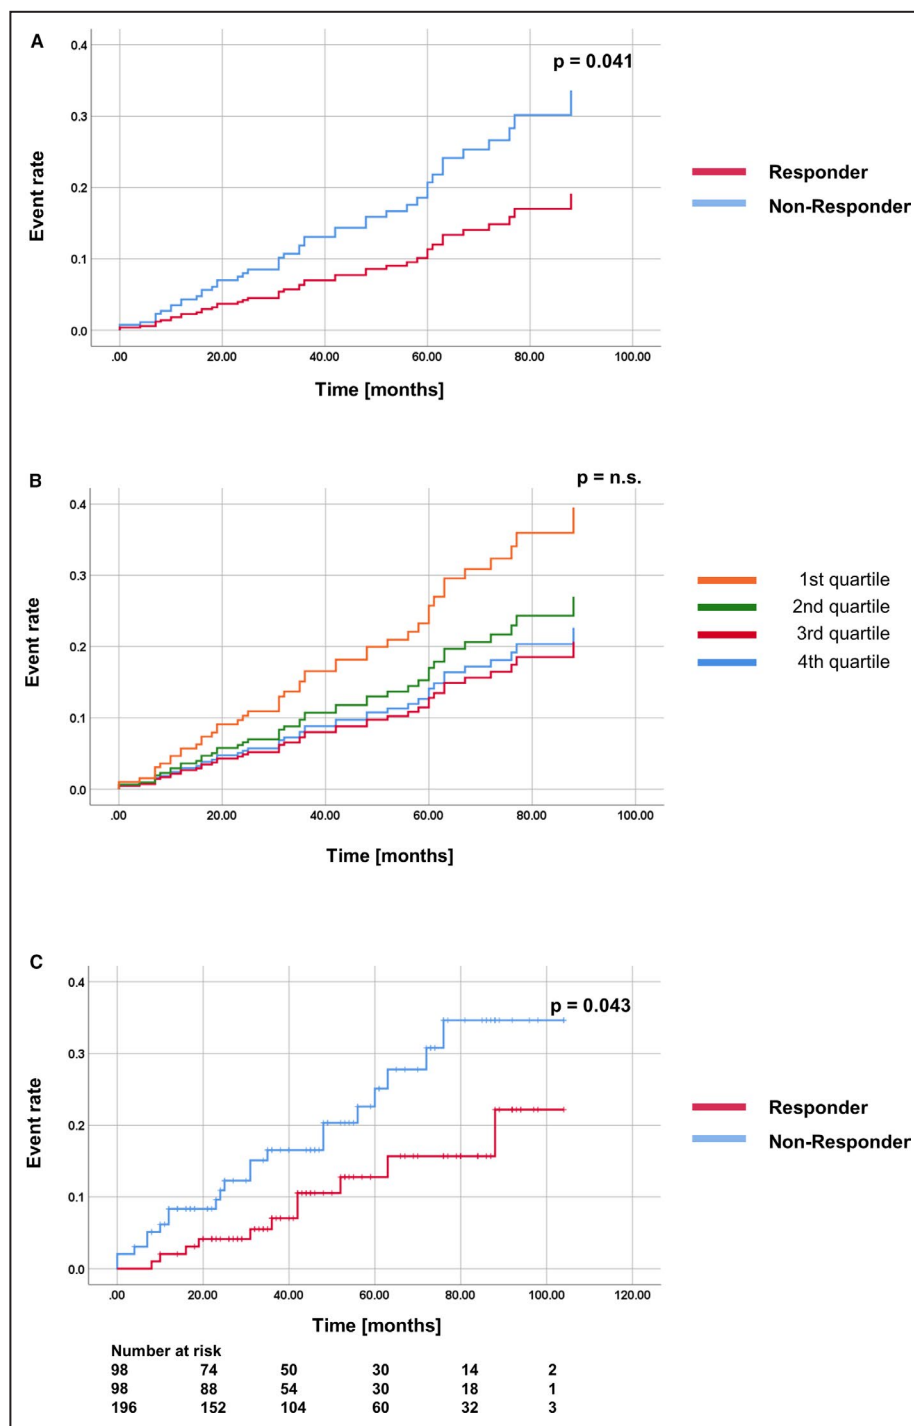 A
p = 0.041
0.4
0.3
0.2
0.1
0.0
Event rate
.00 20.00 40.00 60.00 80.00 100.00
Time [months]
Responder
Non-Responder
B
p = n.s.
0.4
0.3
0.2
0.1
0.0
Event rate
.00 20.00 40.00 60.00 80.00 100.00
Time [months]
1st quartile
2nd quartile
3rd quartile
4th quartile
C
p = 0.043
0.4
0.3
0.2
0.1
0.0
Event rate
.00 20.00 40.00 60.00 80.00 100.00 120.00
Time [months]
Responder
Non-Responder
Number at risk
98 74 50 30 14 2
98 88 54 30 18 1
196 152 104 60 32 3